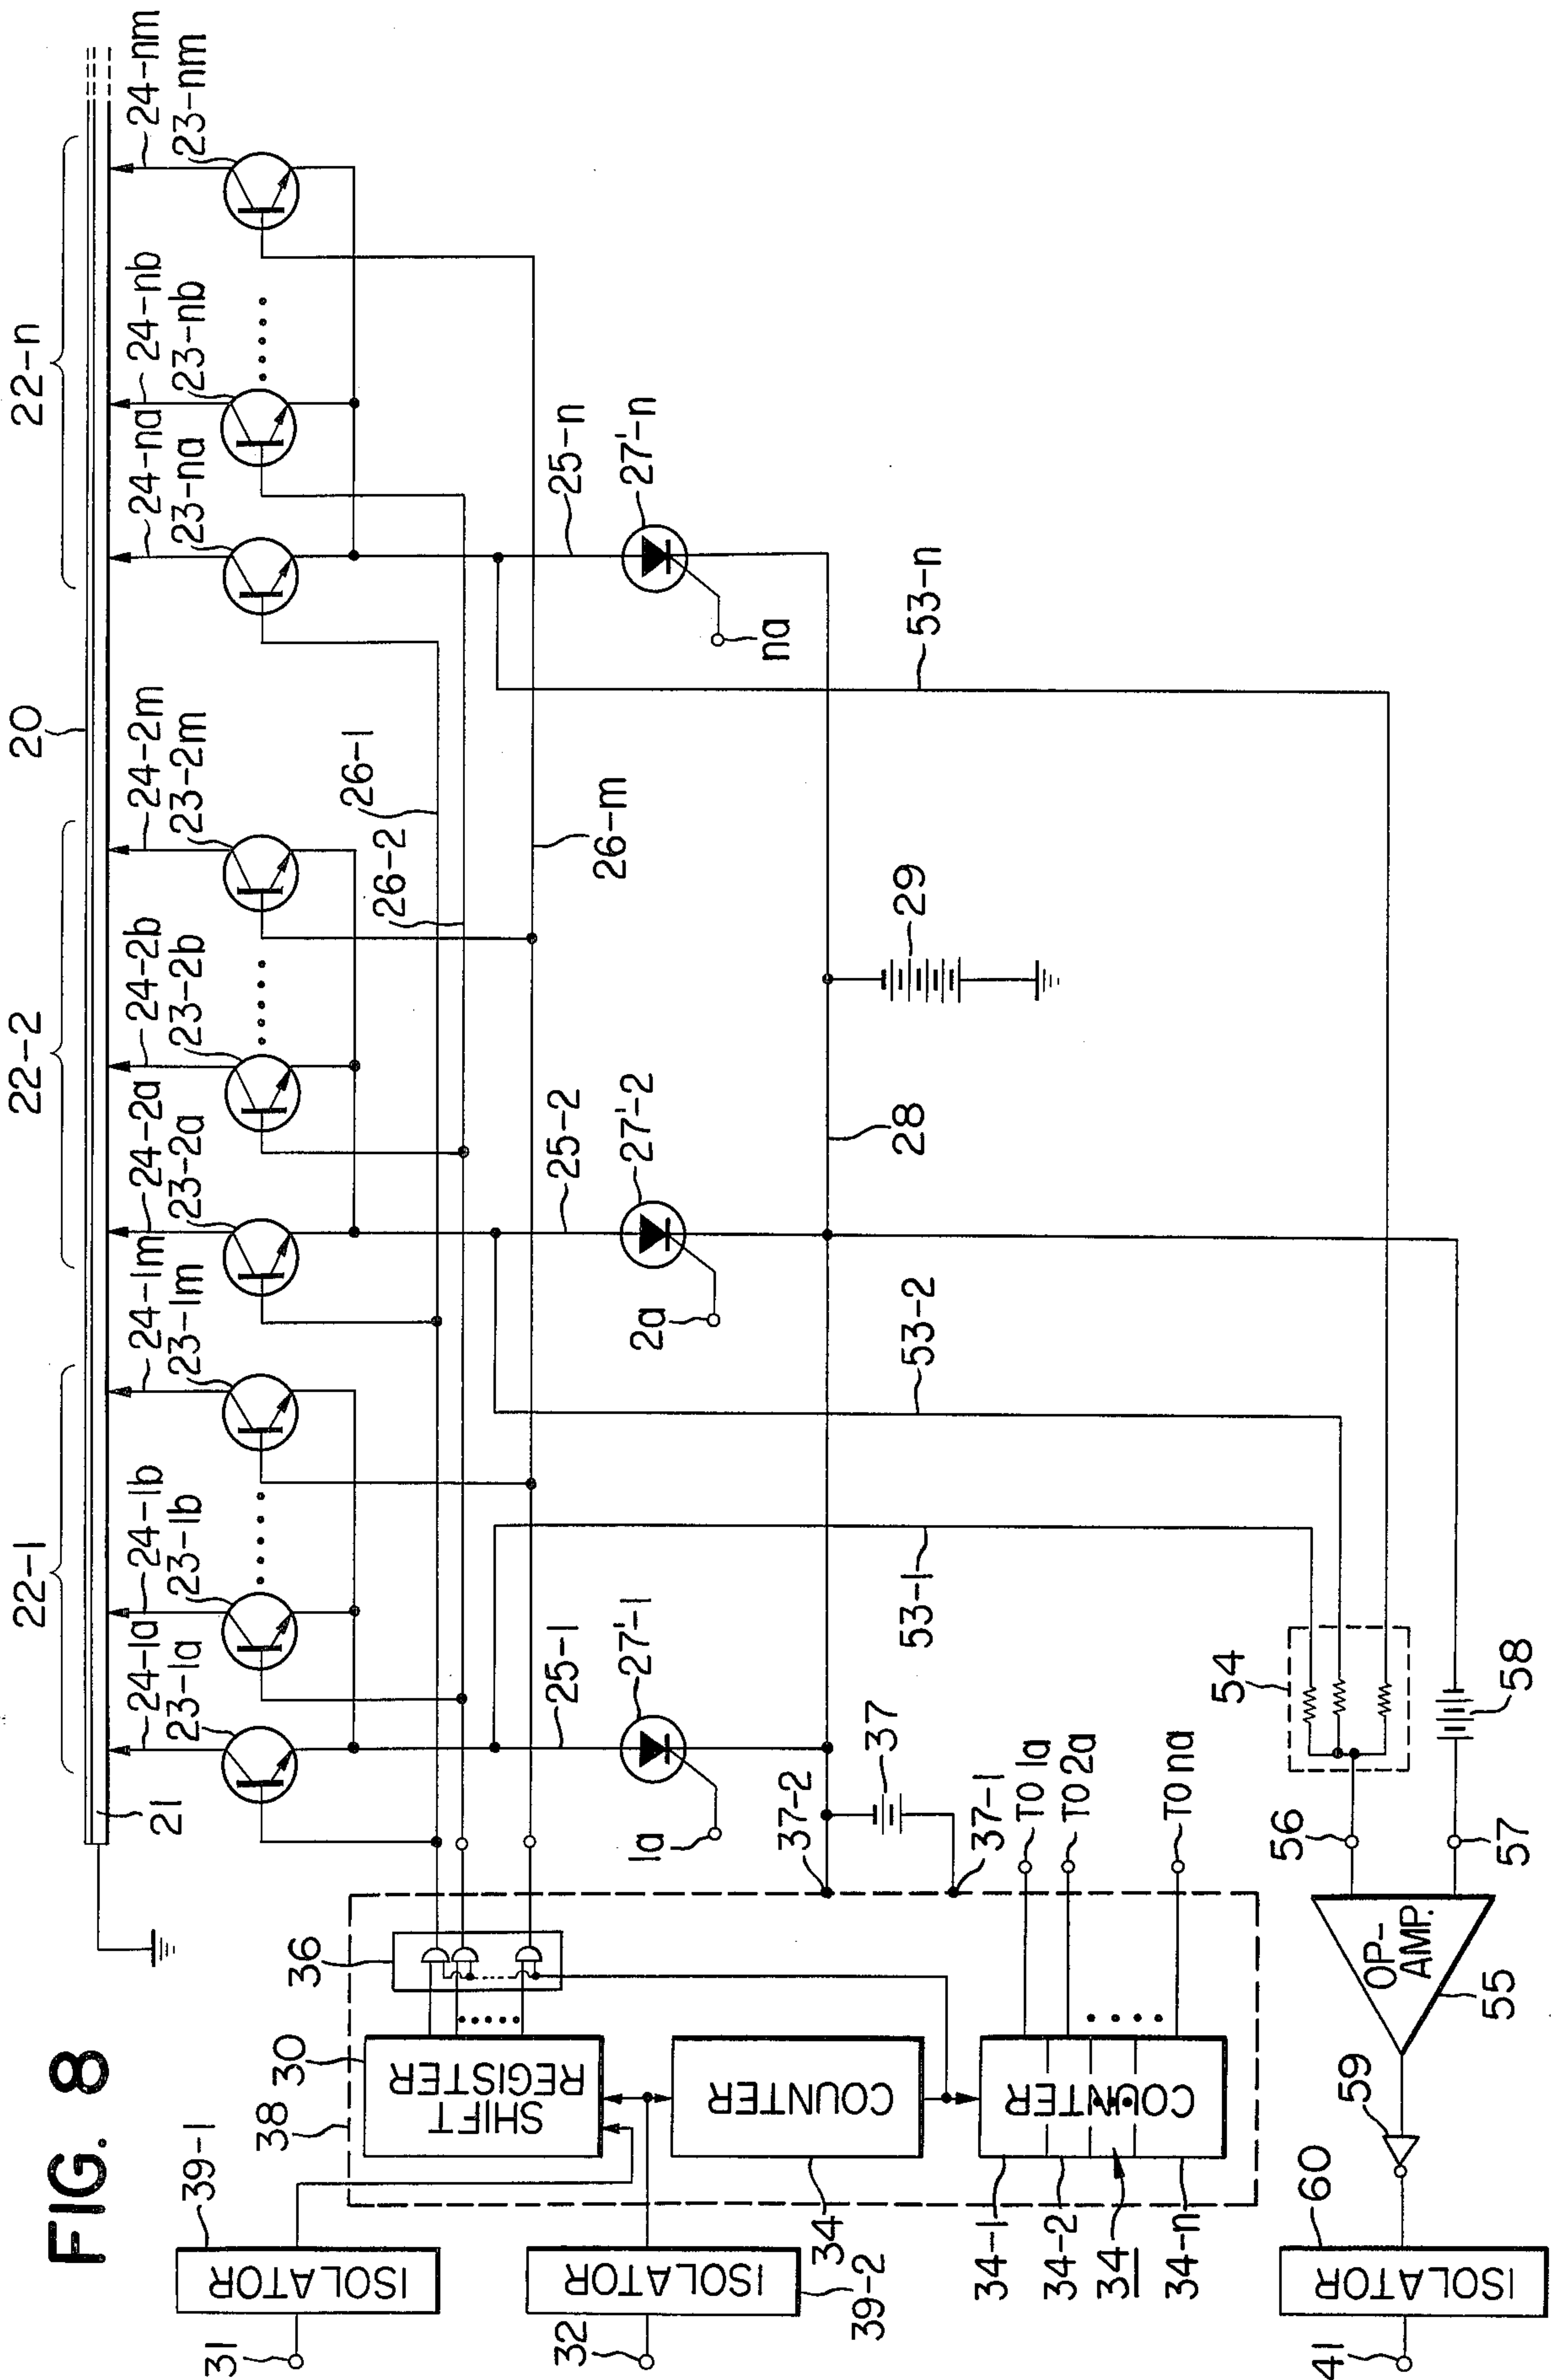 FIG. 8
20
22-1
22-2
22-n
21
24-1a
23-1a
24-1b
23-1b
24-1m
23-1m
24-2a
23-2a
24-2b
23-2b
24-2m
23-2m
24-na
23-na
24-nb
23-nb
24-nm
23-nm
26-1
26-2
26-m
25-1
25-2
25-n
27'-1
27'-2
27'-n
1a
2a
na
28
29
53-1
53-2
53-n
39-1
31
ISOLATOR
38
30
SHIFT
REGISTER
36
32
ISOLATOR
39-2
COUNTER
34
37-2
37
37-1
COUNTER
34-1
34-2
34
34-n
TO 1a
TO 2a
TO na
54
56
57
58
OP-
AMP.
55
59
60
ISOLATOR
41